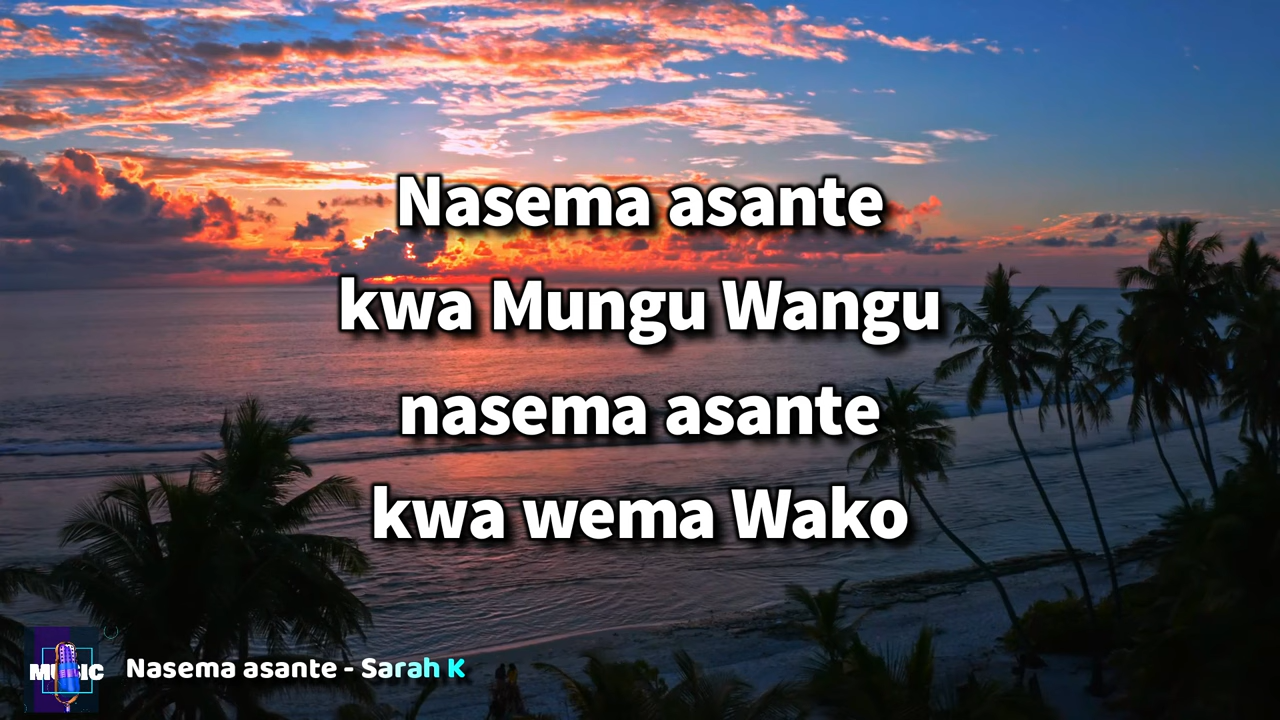 Nasema asante
kwa Mungu Wangu
nasema asante
kwa wema Wako
MUSIC
Nasema asante - Sarah K